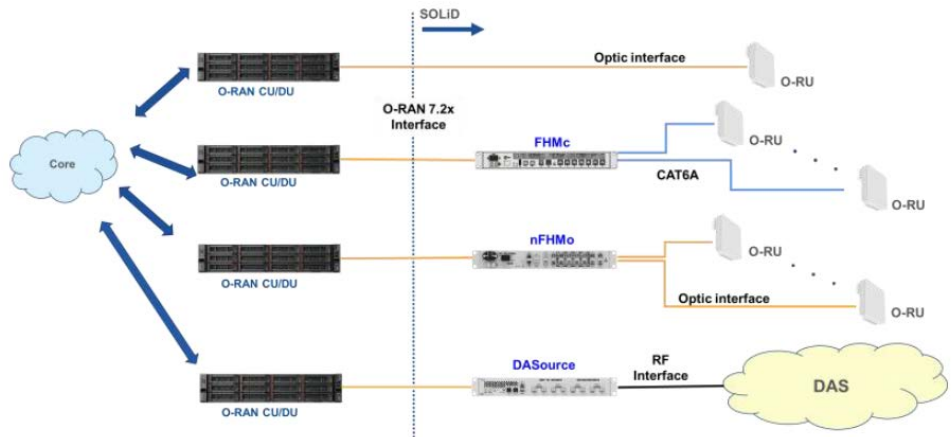 SOLiD
Optic interface
O-RU
O-RAN CU/DU
O-RAN 7.2x
Interface
FHMc
O-RU
Core
O-RAN CU/DU
CAT6A
O-RU
nFHMo
O-RU
O-RAN CU/DU
Optic interface
O-RU
DASource
RF
Interface
DAS
O-RAN CU/DU